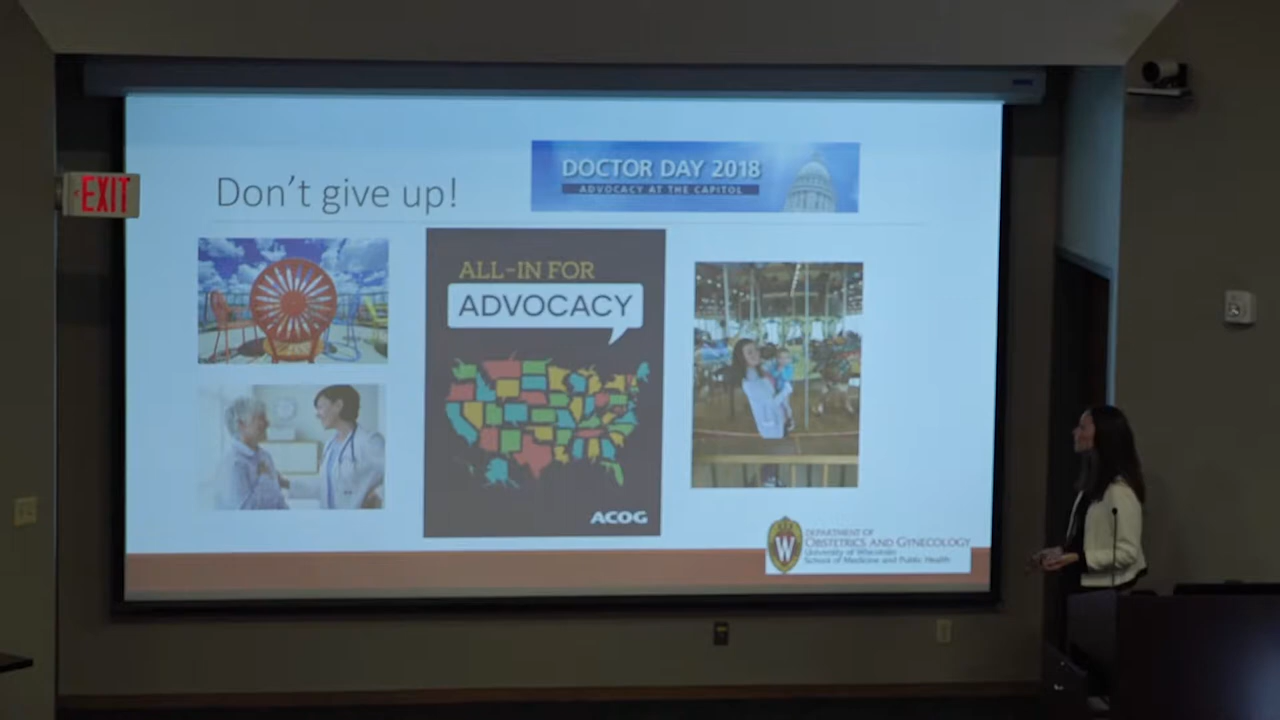 EXIT
Don't give up!
DOCTOR DAY 2018
ADVOCACY AT THE CAPITOL
ALL-IN FOR
ADVOCACY
ACOG
W
DEPARTMENT OF
OBSTETRICS AND GYNECOLOGY
University of Wisconsin
School of Medicine and Public Health